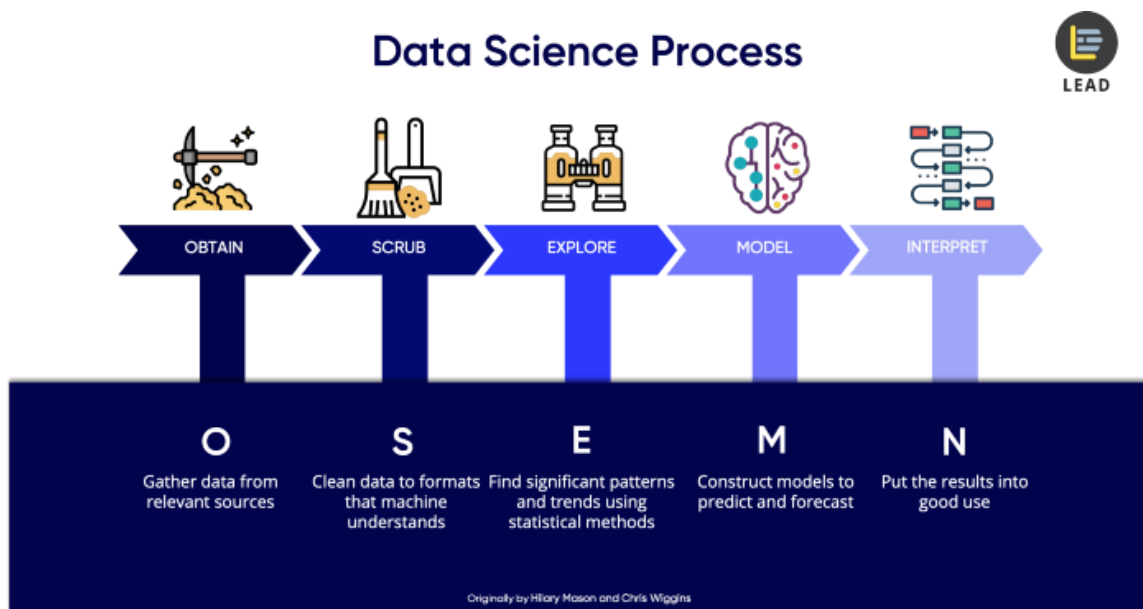 Data Science Process
LEAD
OBTAIN
SCRUB
EXPLORE
MODEL
INTERPRET
O
Gather data from
relevant sources
S
Clean data to formats
that machine
understands
E
Find significant patterns
and trends using
statistical methods
M
Construct models to
predict and forecast
N
Put the results into
good use
Originally by Hilary Mason and Chris Wiggins